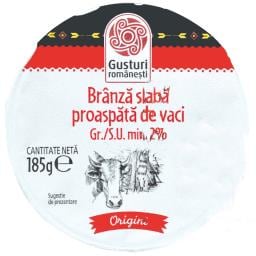 Gusturi
românești
Brânză slabă
proaspătă de vaci
Gr./S.U. min. 2%
CANTITATE NETĂ
185g ℮
Sugestie
de prezentare
Origini